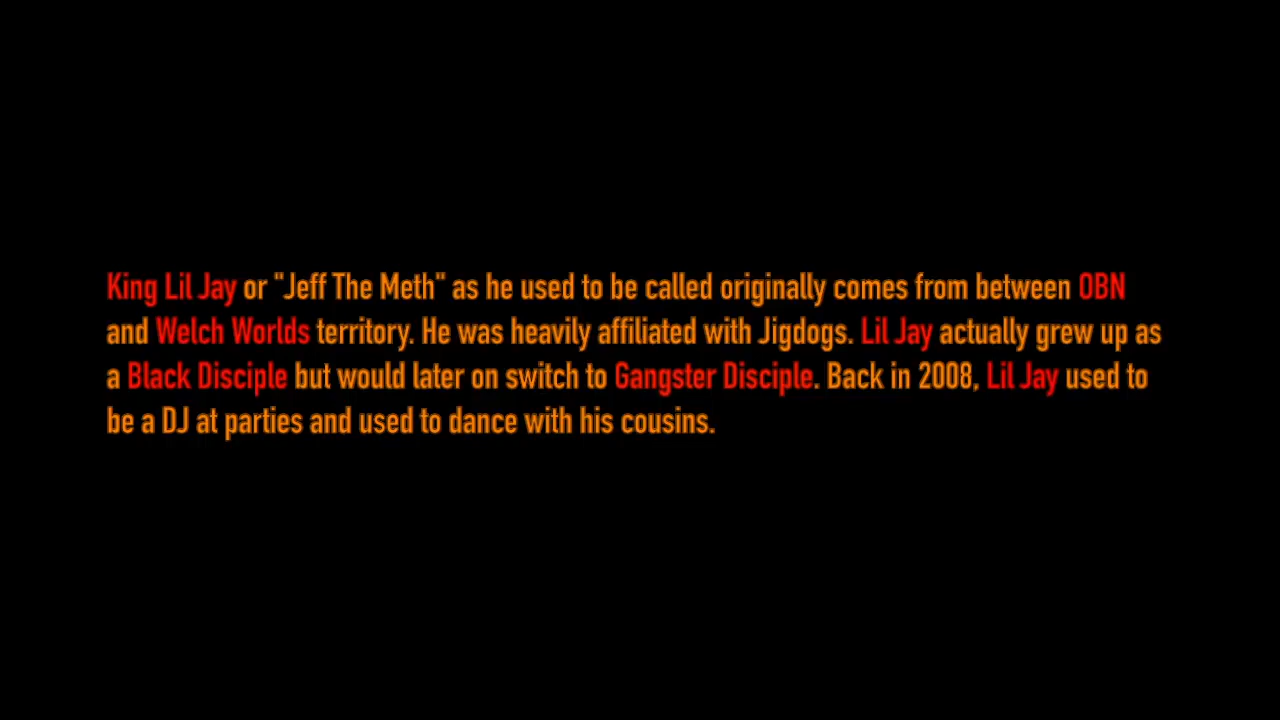 King Lil Jay or "Jeff The Meth" as he used to be called originally comes from between OBN
and Welch Worlds territory. He was heavily affiliated with Jigdogs. Lil Jay actually grew up as
a Black Disciple but would later on switch to Gangster Disciple. Back in 2008, Lil Jay used to
be a DJ at parties and used to dance with his cousins.